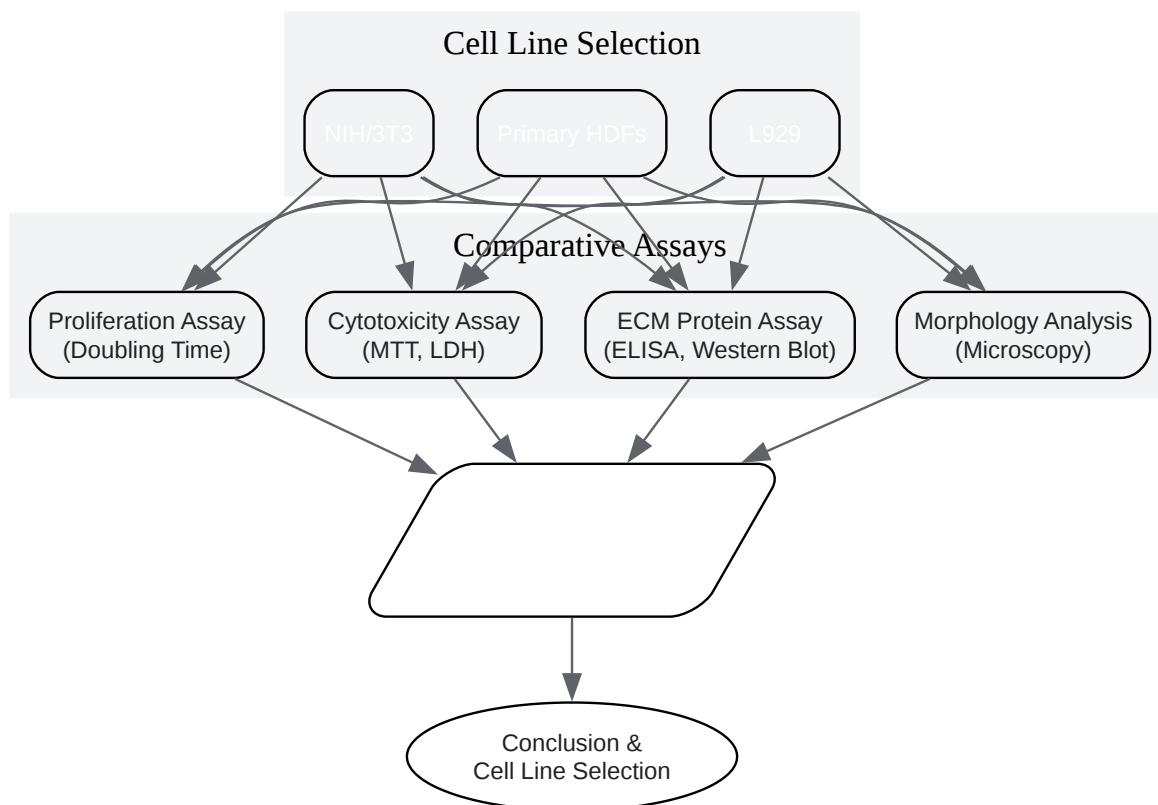 Cell Line Selection
NIH/3T3
Primary HDFs
L929
Comparative Assays
Proliferation Assay
(Doubling Time)
Cytotoxicity Assay
(MTT, LDH)
ECM Protein Assay
(ELISA, Western Blot)
Morphology Analysis
(Microscopy)
Conclusion &
Cell Line Selection